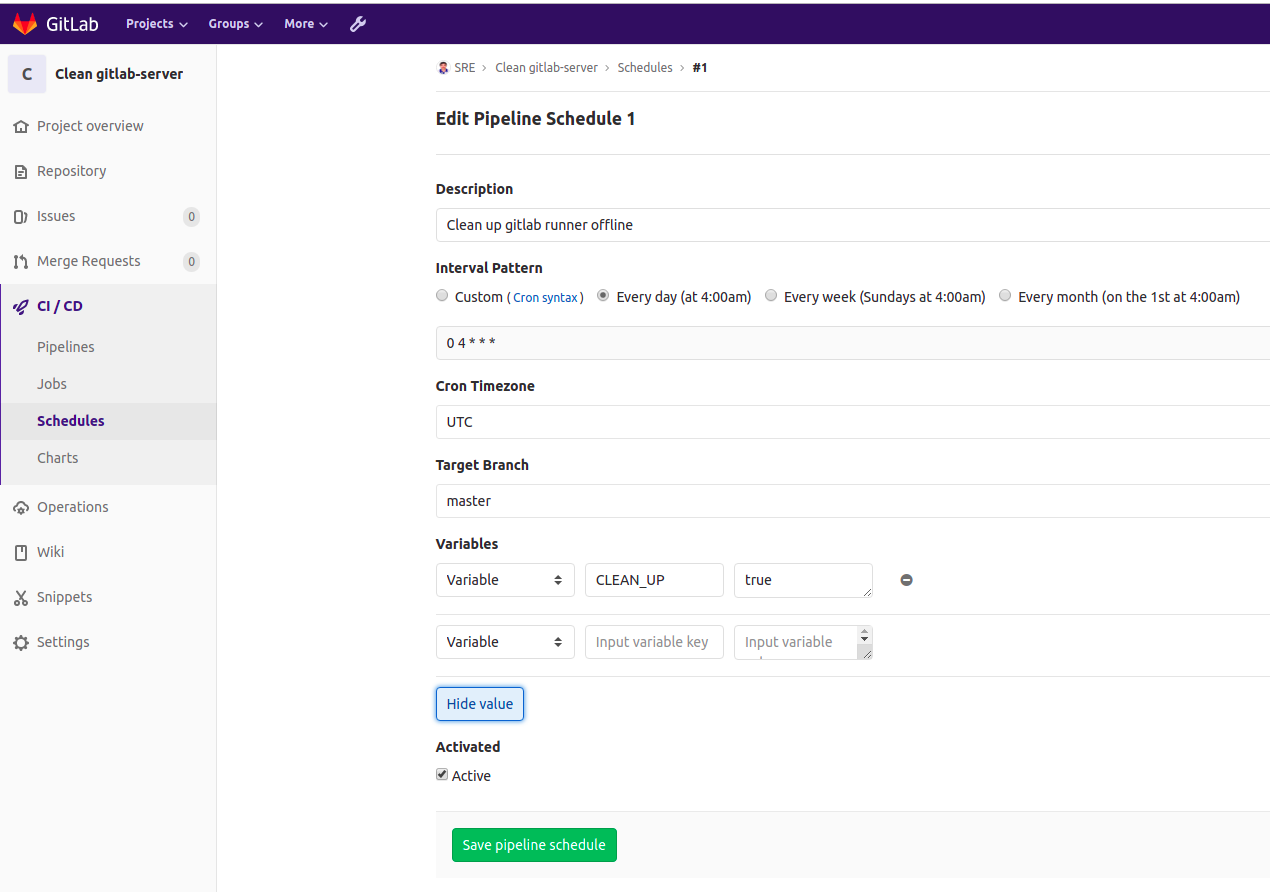 GitLab Projects Groups More
C Clean gitlab-server
Project overview
Repository
Issues 0
Merge Requests 0
CI / CD
Pipelines
Jobs
Schedules
Charts
Operations
Wiki
Snippets
Settings
SRE > Clean gitlab-server > Schedules > #1
Edit Pipeline Schedule 1
Description
Clean up gitlab runner offline
Interval Pattern
Custom ( Cron syntax ) Every day (at 4:00am) Every week (Sundays at 4:00am) Every month (on the 1st at 4:00am)
0 4 * * *
Cron Timezone
UTC
Target Branch
master
Variables
Variable CLEAN_UP true
Variable Input variable key Input variable
Hide value
Activated
Active
Save pipeline schedule